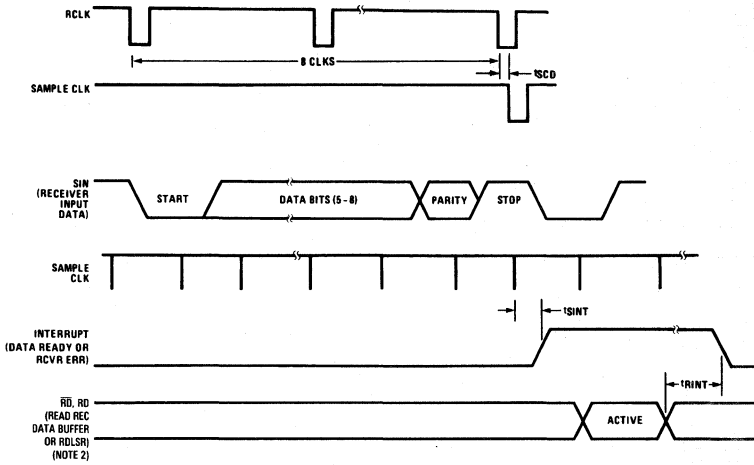 RCLK
8 CLKS
tSCD
SAMPLE CLK
SIN
(RECEIVER
INPUT
DATA)
START
DATA BITS (5 - 8)
PARITY
STOP
SAMPLE
CLK
tSINT
INTERRUPT
(DATA READY OR
RCVR ERR)
tRINT
R̅D̅, RD
(READ REC
DATA BUFFER
OR RDLSR)
(NOTE 2)
ACTIVE